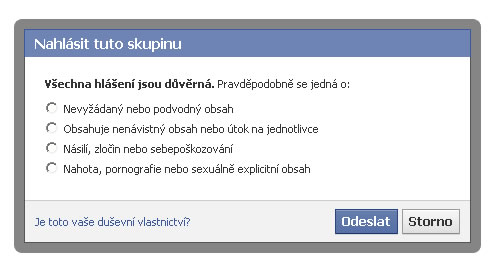 Nahlásit tuto skupinu
Všechna hlášení jsou důvěrná. Pravděpodobně se jedná o:
Nevyžádaný nebo podvodný obsah
Obsahuje nenávistný obsah nebo útok na jednotlivce
Násilí, zločin nebo sebepoškozování
Nahota, pornografie nebo sexuálně explicitní obsah
Je toto vaše duševní vlastnictví?
Odeslat Storno